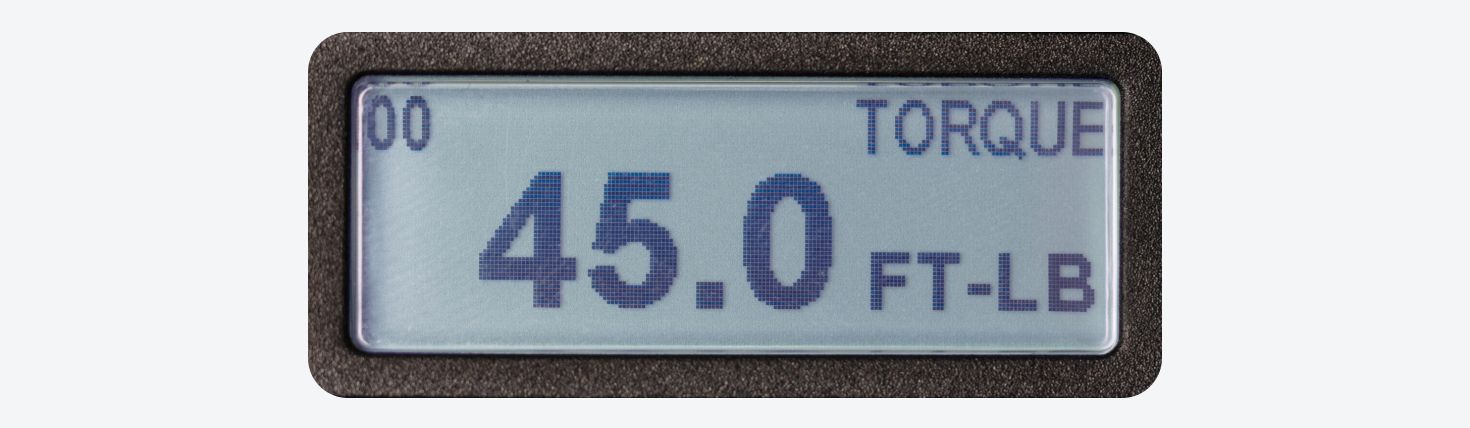 00 TORQUE
45.0 FT-LB